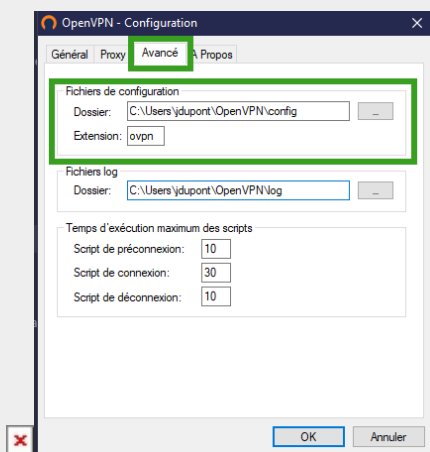 OpenVPN - Configuration
Général Proxy Avancé A Propos
Fichiers de configuration
Dossier: C:\Users\jdupont\OpenVPN\config ...
Extension: ovpn
Fichiers log
Dossier: C:\Users\jdupont\OpenVPN\log ...
Temps d'exécution maximum des scripts
Script de préconnexion: 10
Script de connexion: 30
Script de déconnexion: 10
OK Annuler